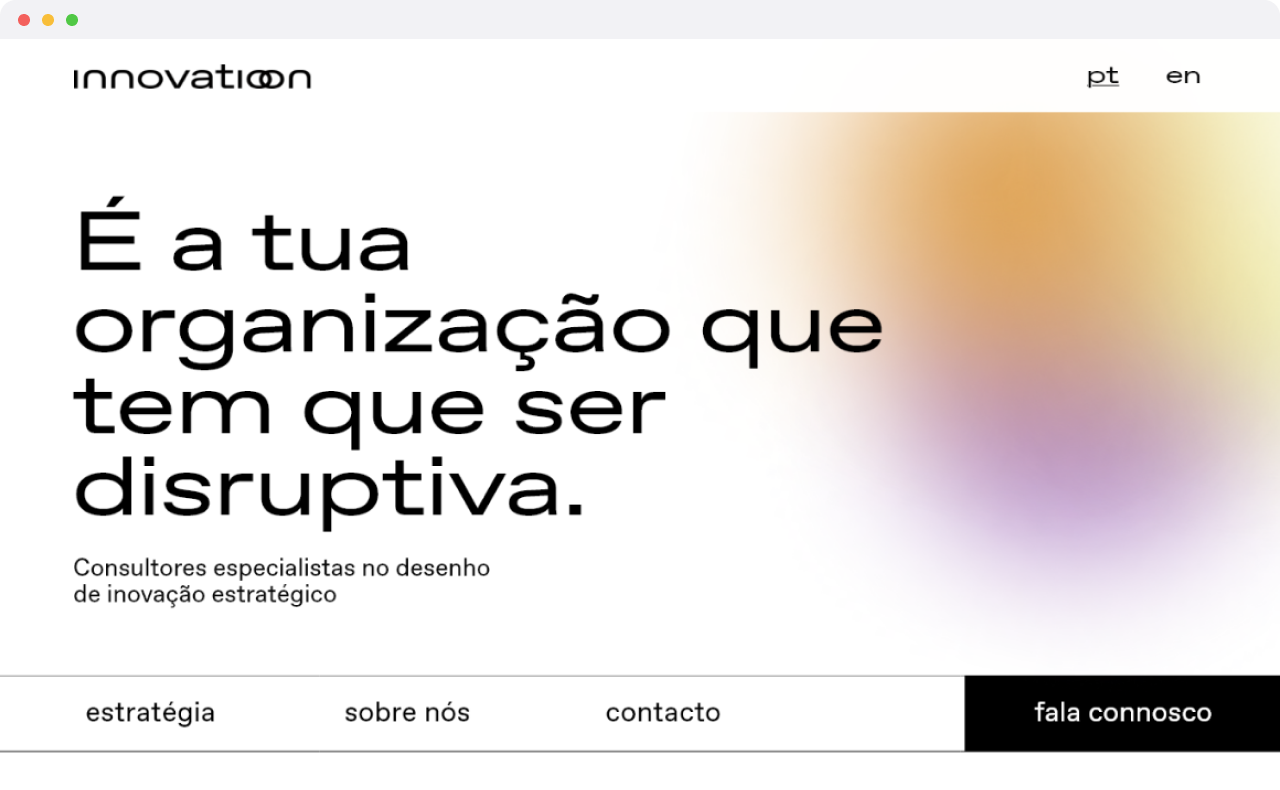 innovatioon
pt en
É a tua
organização que
tem que ser
disruptiva.
Consultores especialistas no desenho
de inovação estratégico
estratégia sobre nós contacto fala connosco